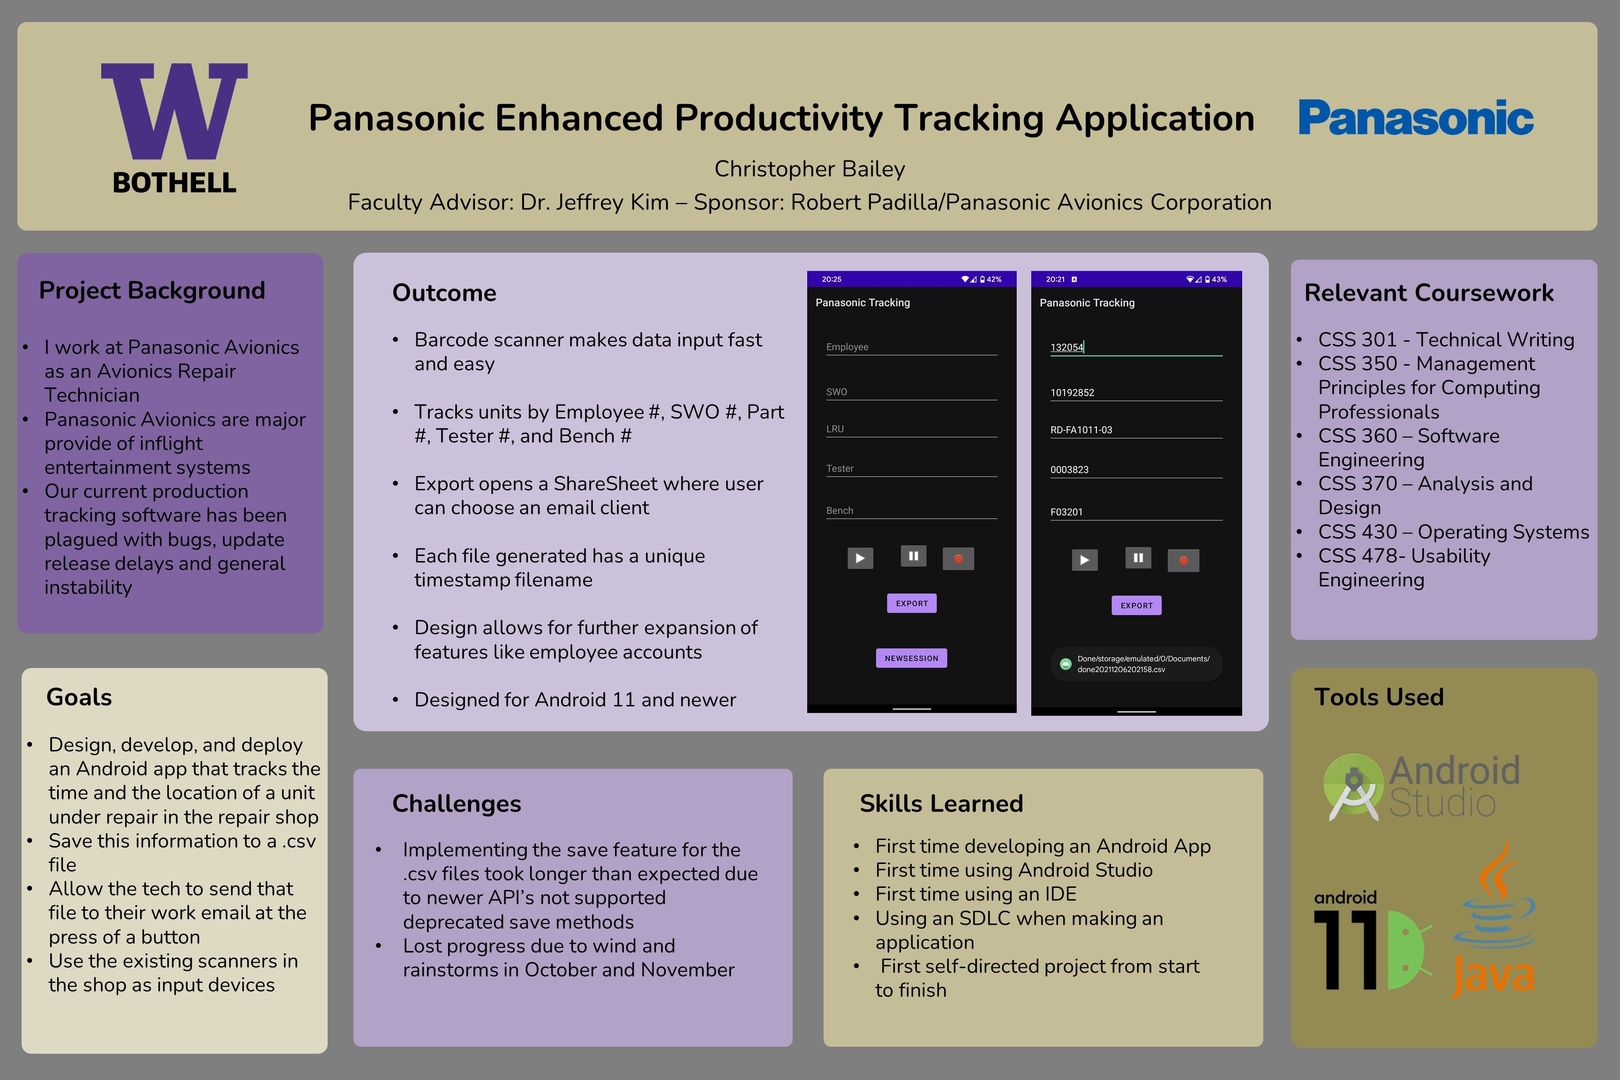 W
BOTHELL
Panasonic Enhanced Productivity Tracking Application
Christopher Bailey
Faculty Advisor: Dr. Jeffrey Kim – Sponsor: Robert Padilla/Panasonic Avionics Corporation
Panasonic
Project Background
• I work at Panasonic Avionics
as an Avionics Repair
Technician
• Panasonic Avionics are major
provide of inflight
entertainment systems
• Our current production
tracking software has been
plagued with bugs, update
release delays and general
instability
Goals
• Design, develop, and deploy
an Android app that tracks the
time and the location of a unit
under repair in the repair shop
• Save this information to a .csv
file
• Allow the tech to send that
file to their work email at the
press of a button
• Use the existing scanners in
the shop as input devices
Outcome
• Barcode scanner makes data input fast
and easy
• Tracks units by Employee #, SWO #, Part
#, Tester #, and Bench #
• Export opens a ShareSheet where user
can choose an email client
• Each file generated has a unique
timestamp filename
• Design allows for further expansion of
features like employee accounts
• Designed for Android 11 and newer
20:25 42%
Panasonic Tracking
Employee
SWO
LRU
Tester
Bench
EXPORT
NEWSESSION
20:21 43%
Panasonic Tracking
132054
10192852
RD-FA1011-03
0003823
F03201
EXPORT
Done/storage/emulated/0/Documents/
done20211206202158.csv
Challenges
• Implementing the save feature for the
.csv files took longer than expected due
to newer API's not supported
deprecated save methods
• Lost progress due to wind and
rainstorms in October and November
Skills Learned
• First time developing an Android App
• First time using Android Studio
• First time using an IDE
• Using an SDLC when making an
application
• First self-directed project from start
to finish
Relevant Coursework
• CSS 301 - Technical Writing
• CSS 350 - Management
Principles for Computing
Professionals
• CSS 360 – Software
Engineering
• CSS 370 – Analysis and
Design
• CSS 430 – Operating Systems
• CSS 478- Usability
Engineering
Tools Used
Android
Studio
android
11
Java